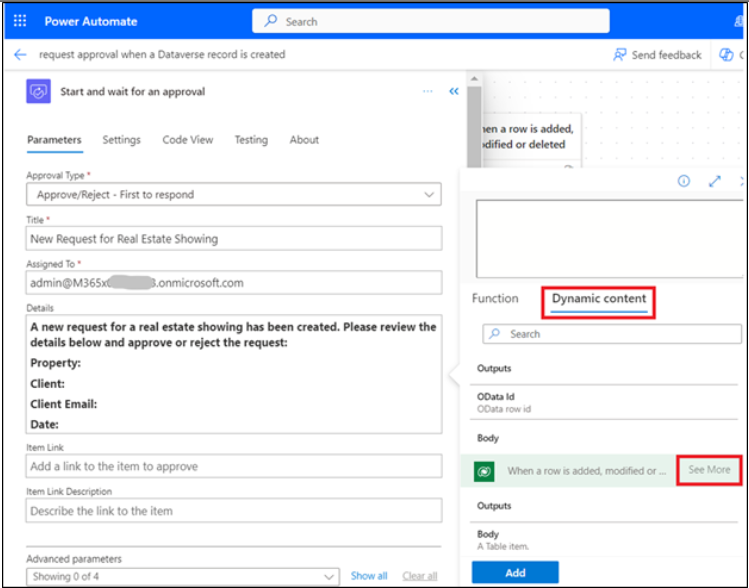 Power Automate
Search
request approval when a Dataverse record is created
Send feedback
Start and wait for an approval
Parameters Settings Code View Testing About
Approval Type *
Approve/Reject - First to respond
Title *
New Request for Real Estate Showing
Assigned To *
admin@M365x .onmicrosoft.com
Details
A new request for a real estate showing has been created. Please review the
details below and approve or reject the request:
Property:
Client:
Client Email:
Date:
Item Link
Add a link to the item to approve
Item Link Description
Describe the link to the item
Advanced parameters
Showing 0 of 4
Show all Clear all
is added,
or deleted
Function Dynamic content
Search
Outputs
OData Id
OData row id
Body
When a row is added, modified or ...
See More
Outputs
Body
A Table item.
Add